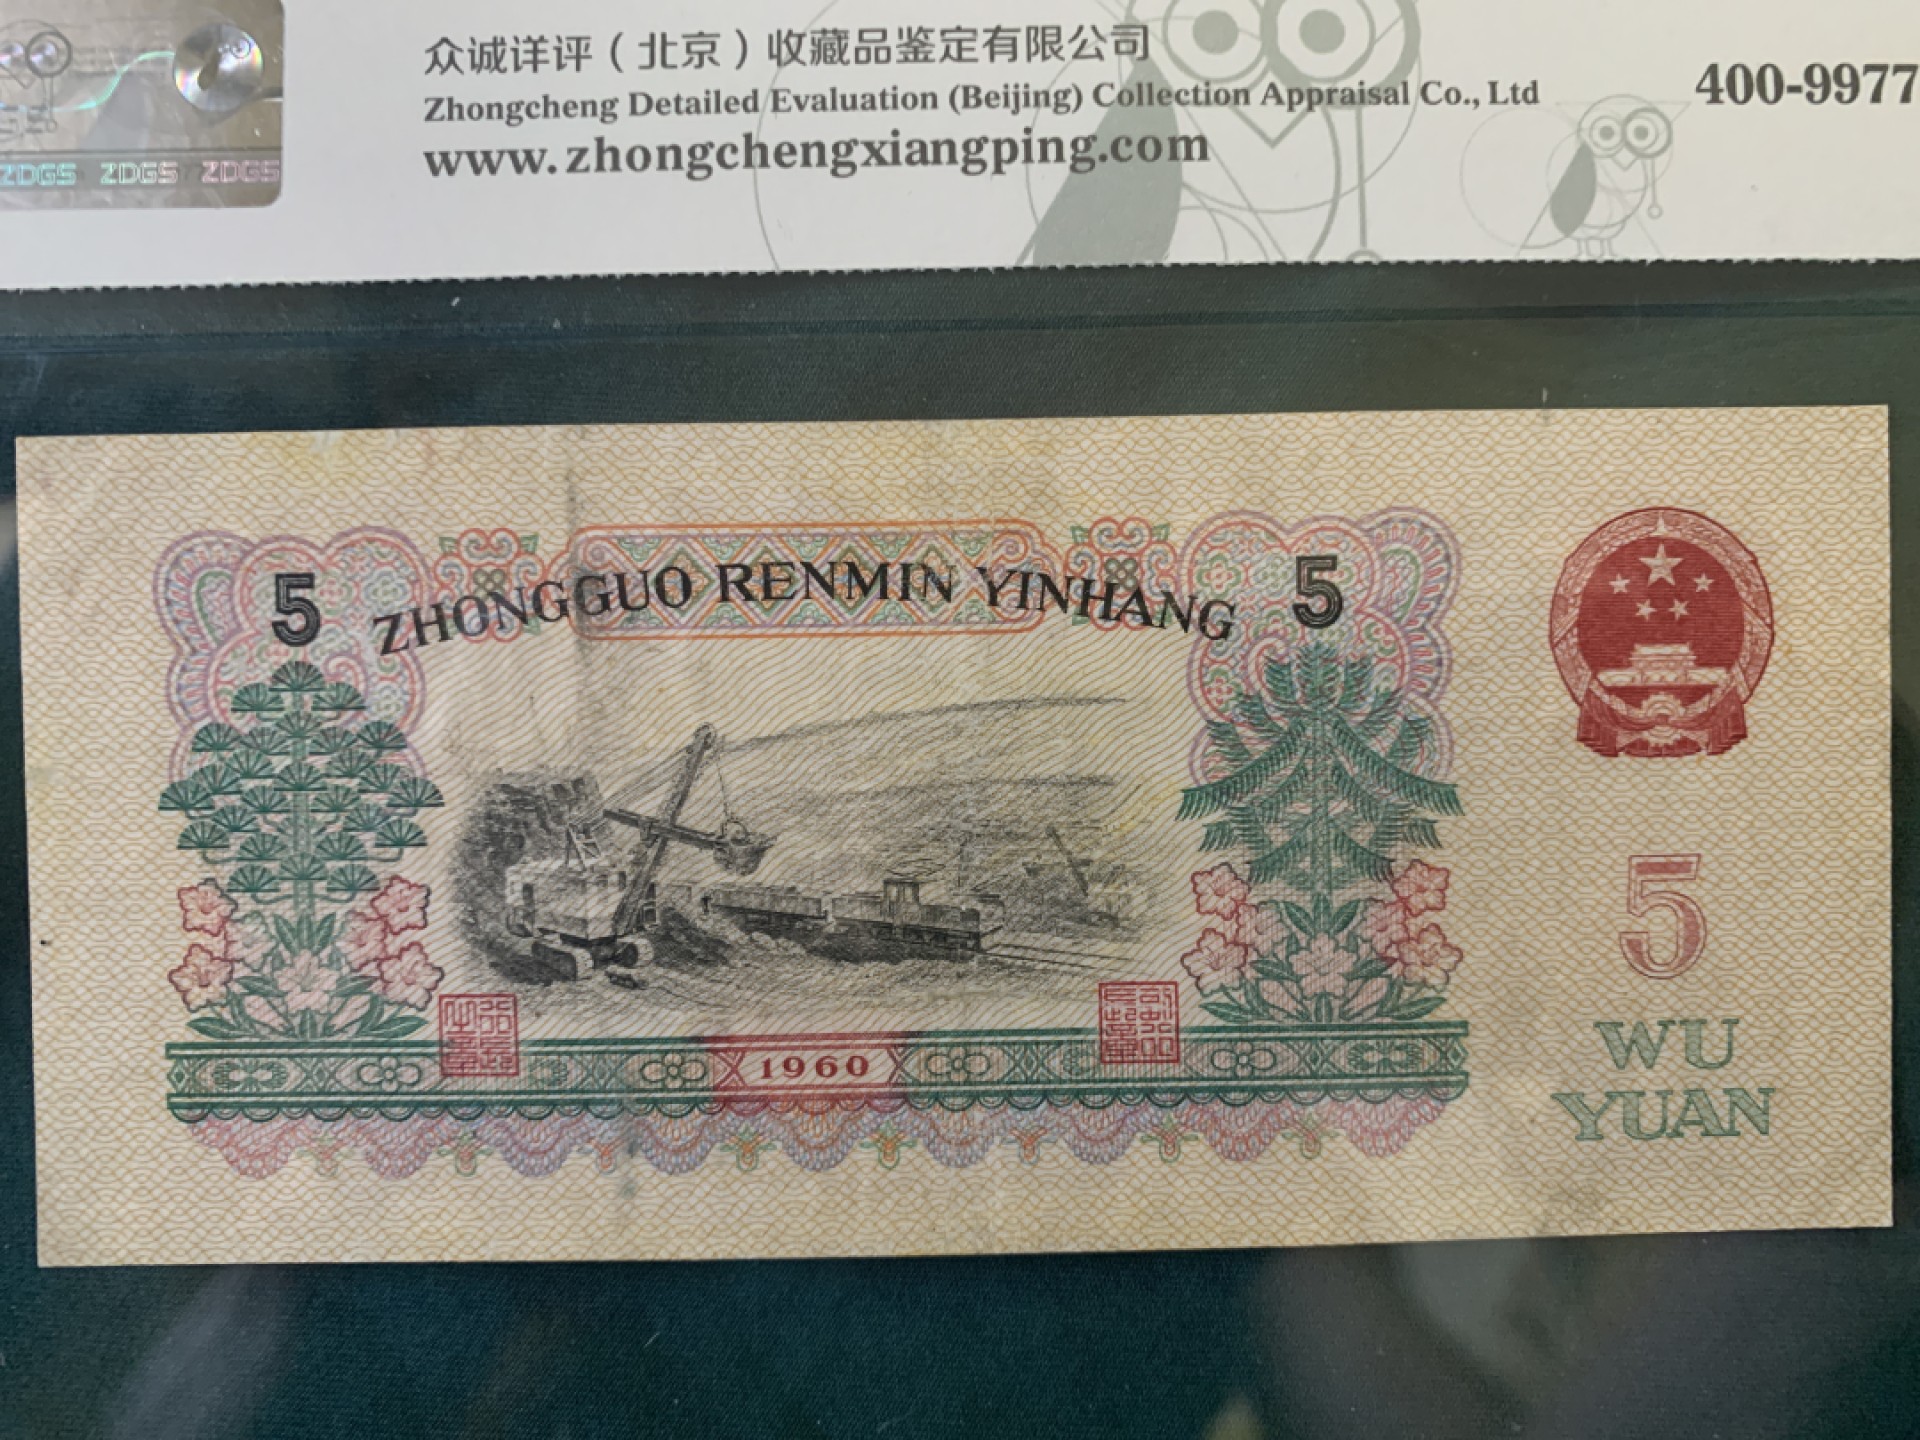 众诚详评（北京）收藏品鉴定有限公司
Zhongcheng Detailed Evaluation (Beijing) Collection Appraisal Co., Ltd
www.zhongchengxiangping.com
400-9977
ZDGS ZDGS ZDGS
5 ZHONGGUO RENMIN YINHANG 5
5
WU
YUAN
1960